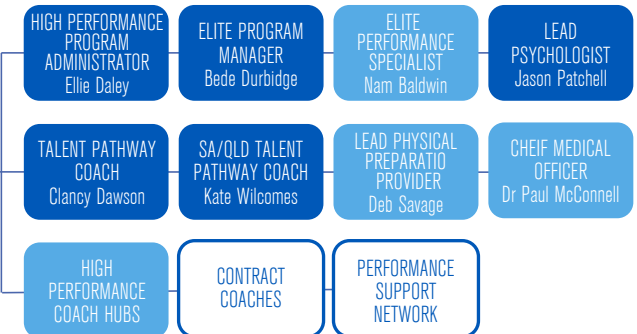 HIGH PERFORMANCE
PROGRAM
ADMINISTRATOR
Ellie Daley
ELITE PROGRAM
MANAGER
Bede Durbidge
ELITE
PERFORMANCE
SPECIALIST
Nam Baldwin
LEAD
PSYCHOLOGIST
Jason Patchell
TALENT PATHWAY
COACH
Clancy Dawson
SA/QLD TALENT
PATHWAY COACH
Kate Wilcomes
LEAD PHYSICAL
PREPARATIO
PROVIDER
Deb Savage
CHEIF MEDICAL
OFFICER
Dr Paul McConnell
HIGH
PERFORMANCE
COACH HUBS
CONTRACT
COACHES
PERFORMANCE
SUPPORT
NETWORK